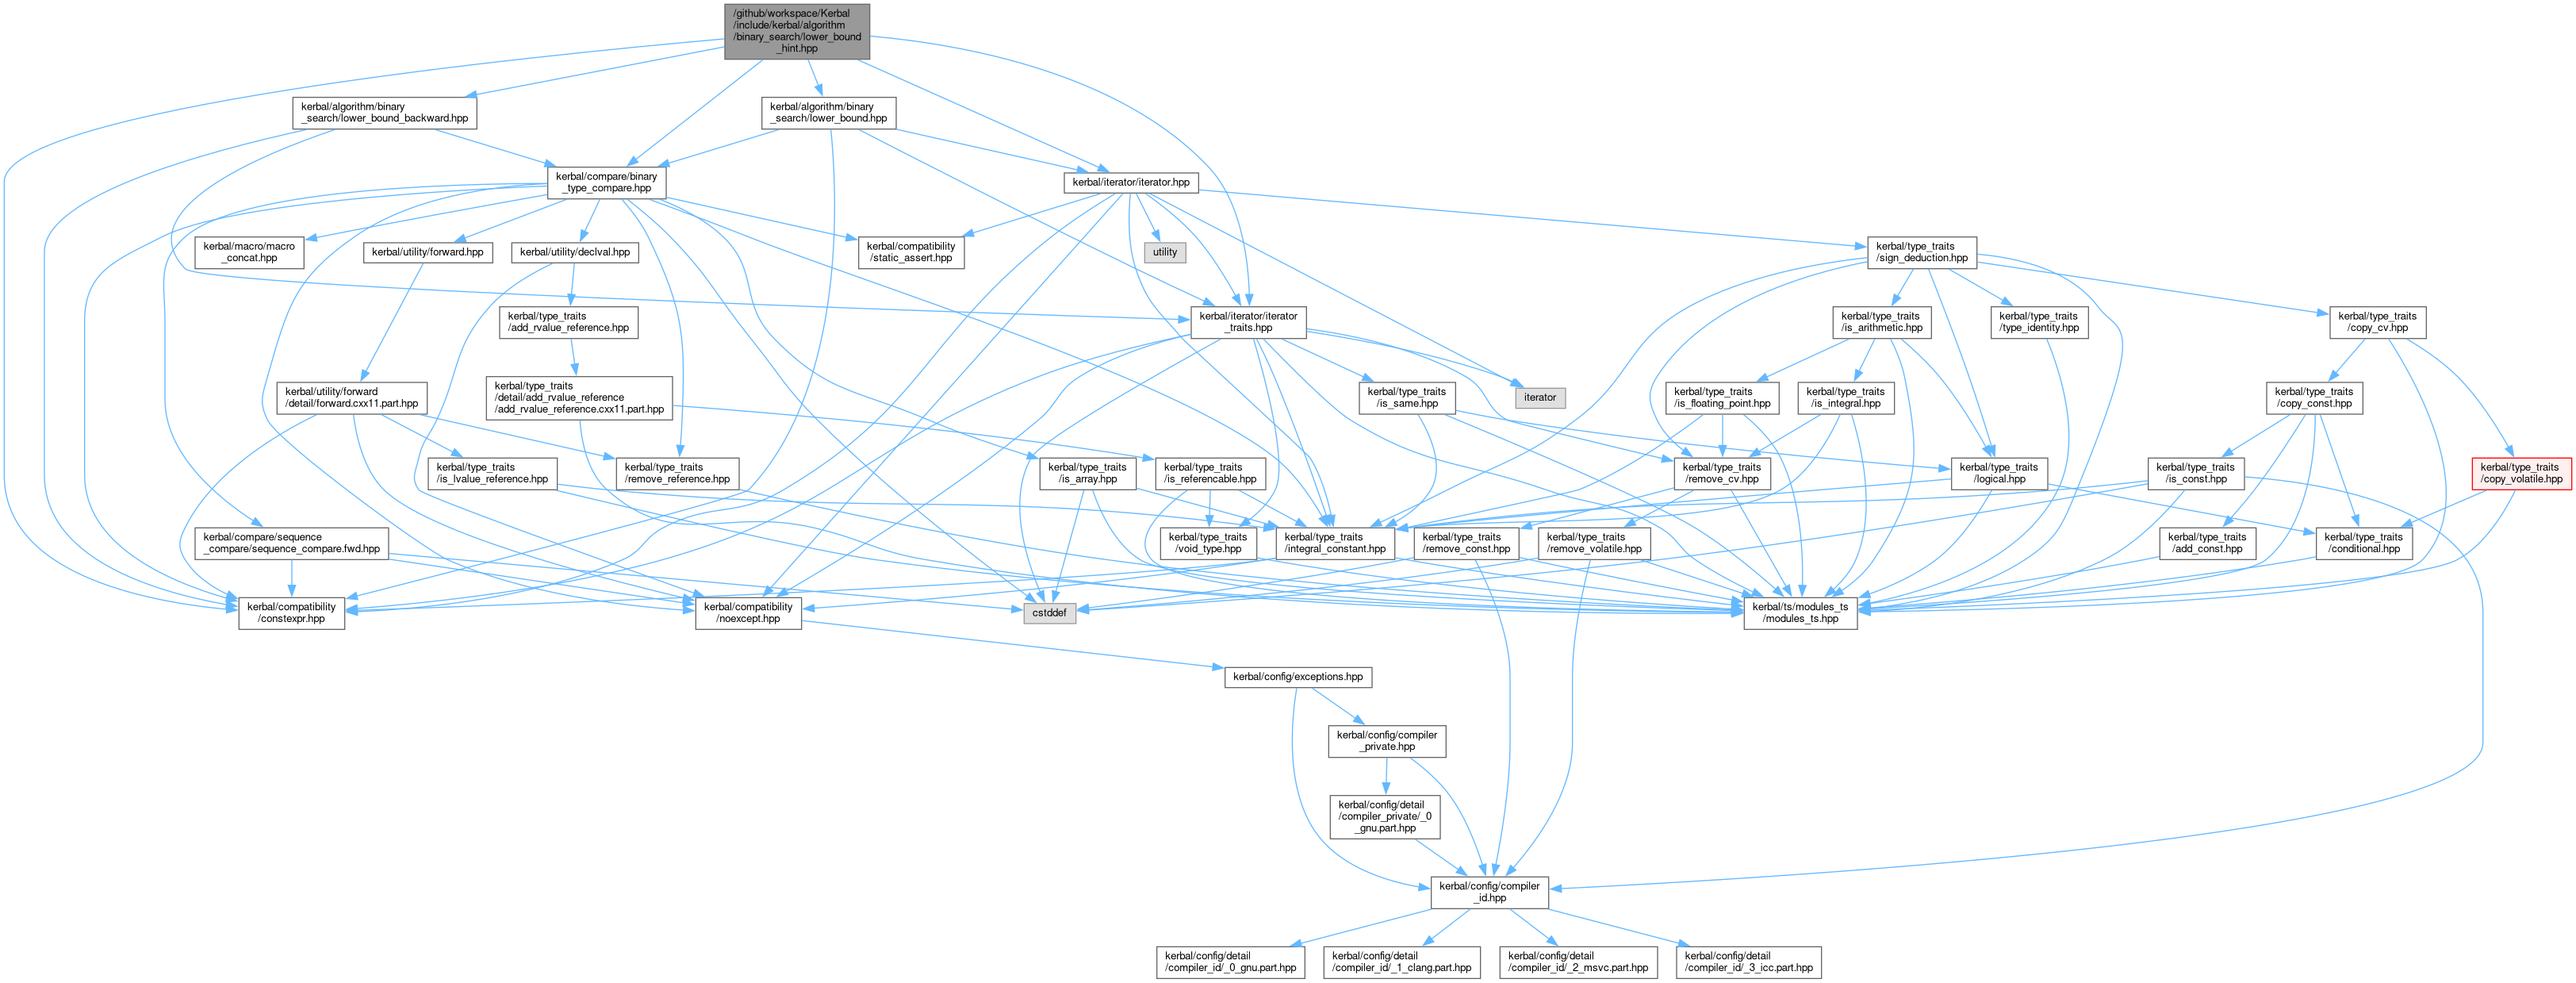 /github/workspace/Kerbal
/include/kerbal/algorithm
/binary_search/lower_bound
_hint.hpp
kerbal/algorithm/binary
_search/lower_bound_backward.hpp
kerbal/algorithm/binary
_search/lower_bound.hpp
kerbal/compare/binary
_type_compare.hpp
kerbal/iterator/iterator.hpp
kerbal/macro/macro
_concat.hpp
kerbal/utility/forward.hpp
kerbal/utility/declval.hpp
kerbal/compatibility
/static_assert.hpp
utility
kerbal/type_traits
/sign_deduction.hpp
kerbal/type_traits
/add_rvalue_reference.hpp
kerbal/iterator/iterator
_traits.hpp
kerbal/type_traits
/is_arithmetic.hpp
kerbal/type_traits
/type_identity.hpp
kerbal/type_traits
/copy_cv.hpp
kerbal/utility/forward
/detail/forward.cxx11.part.hpp
kerbal/type_traits
/detail/add_rvalue_reference
/add_rvalue_reference.cxx11.part.hpp
kerbal/type_traits
/is_same.hpp
iterator
kerbal/type_traits
/is_floating_point.hpp
kerbal/type_traits
/is_integral.hpp
kerbal/type_traits
/copy_const.hpp
kerbal/type_traits
/is_lvalue_reference.hpp
kerbal/type_traits
/remove_reference.hpp
kerbal/type_traits
/is_array.hpp
kerbal/type_traits
/is_referencable.hpp
kerbal/type_traits
/remove_cv.hpp
kerbal/type_traits
/logical.hpp
kerbal/type_traits
/is_const.hpp
kerbal/type_traits
/copy_volatile.hpp
kerbal/compare/sequence
_compare/sequence_compare.fwd.hpp
kerbal/type_traits
/void_type.hpp
kerbal/type_traits
/integral_constant.hpp
kerbal/type_traits
/remove_const.hpp
kerbal/type_traits
/remove_volatile.hpp
kerbal/type_traits
/add_const.hpp
kerbal/type_traits
/conditional.hpp
kerbal/compatibility
/constexpr.hpp
kerbal/compatibility
/noexcept.hpp
cstddef
kerbal/ts/modules_ts
/modules_ts.hpp
kerbal/config/exceptions.hpp
kerbal/config/compiler
_private.hpp
kerbal/config/detail
/compiler_private/_0
_gnu.part.hpp
kerbal/config/compiler
_id.hpp
kerbal/config/detail
/compiler_id/_0_gnu.part.hpp
kerbal/config/detail
/compiler_id/_1_clang.part.hpp
kerbal/config/detail
/compiler_id/_2_msvc.part.hpp
kerbal/config/detail
/compiler_id/_3_icc.part.hpp